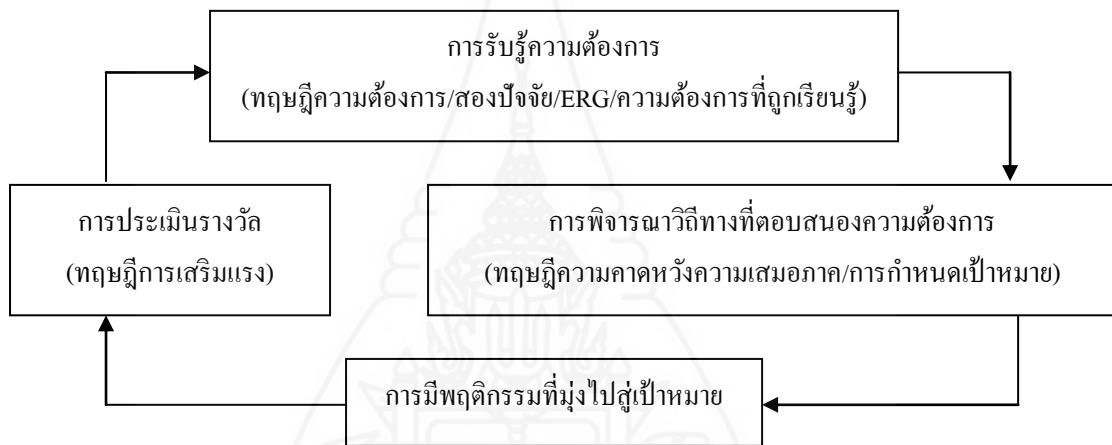 การรับรู้ความต้องการ
(ทฤษฎีความต้องการ/สองปัจจัย/ERG/ความต้องการที่ถูกเรียนรู้)
การพิจารณาวิถีทางที่ตอบสนองความต้องการ
(ทฤษฎีความคาดหวังความเสมอภาค/การกำหนดเป้าหมาย)
การมีพฤติกรรมที่มุ่งไปสู่เป้าหมาย
การประเมินรางวัล
(ทฤษฎีการเสริมแรง)